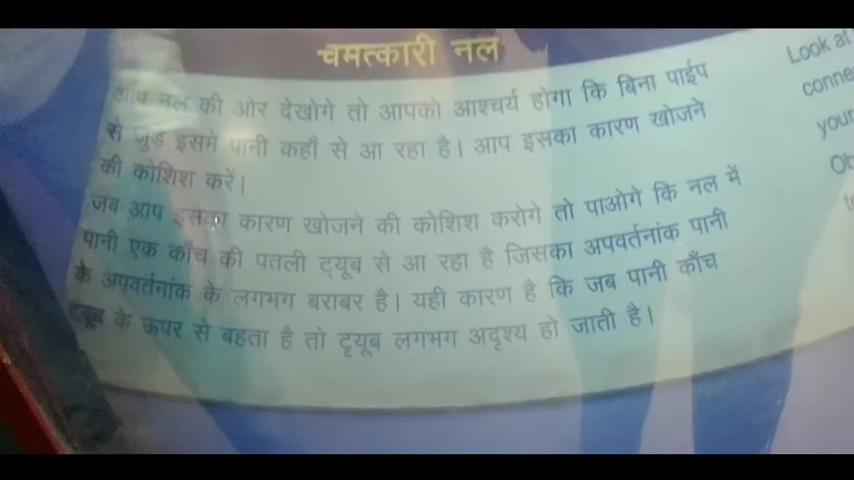 चमत्कारी नल
आप नल की ओर देखोगे तो आपको आश्चर्य होगा कि बिना पाईप
से जुड़े इसमें पानी कहाँ से आ रहा है। आप इसका कारण खोजने
की कोशिश करें।
जब आप इसका कारण खोजने की कोशिश करोगे तो पाओगे कि नल में
पानी एक काँच की पतली ट्यूब से आ रहा है जिसका अपवर्तनांक पानी
के अपवर्तनांक के लगभग बराबर है। यही कारण है कि जब पानी काँच
ट्यूब के ऊपर से बहता है तो ट्यूब लगभग अदृश्य हो जाती है।
Look at
conne
your
Ob